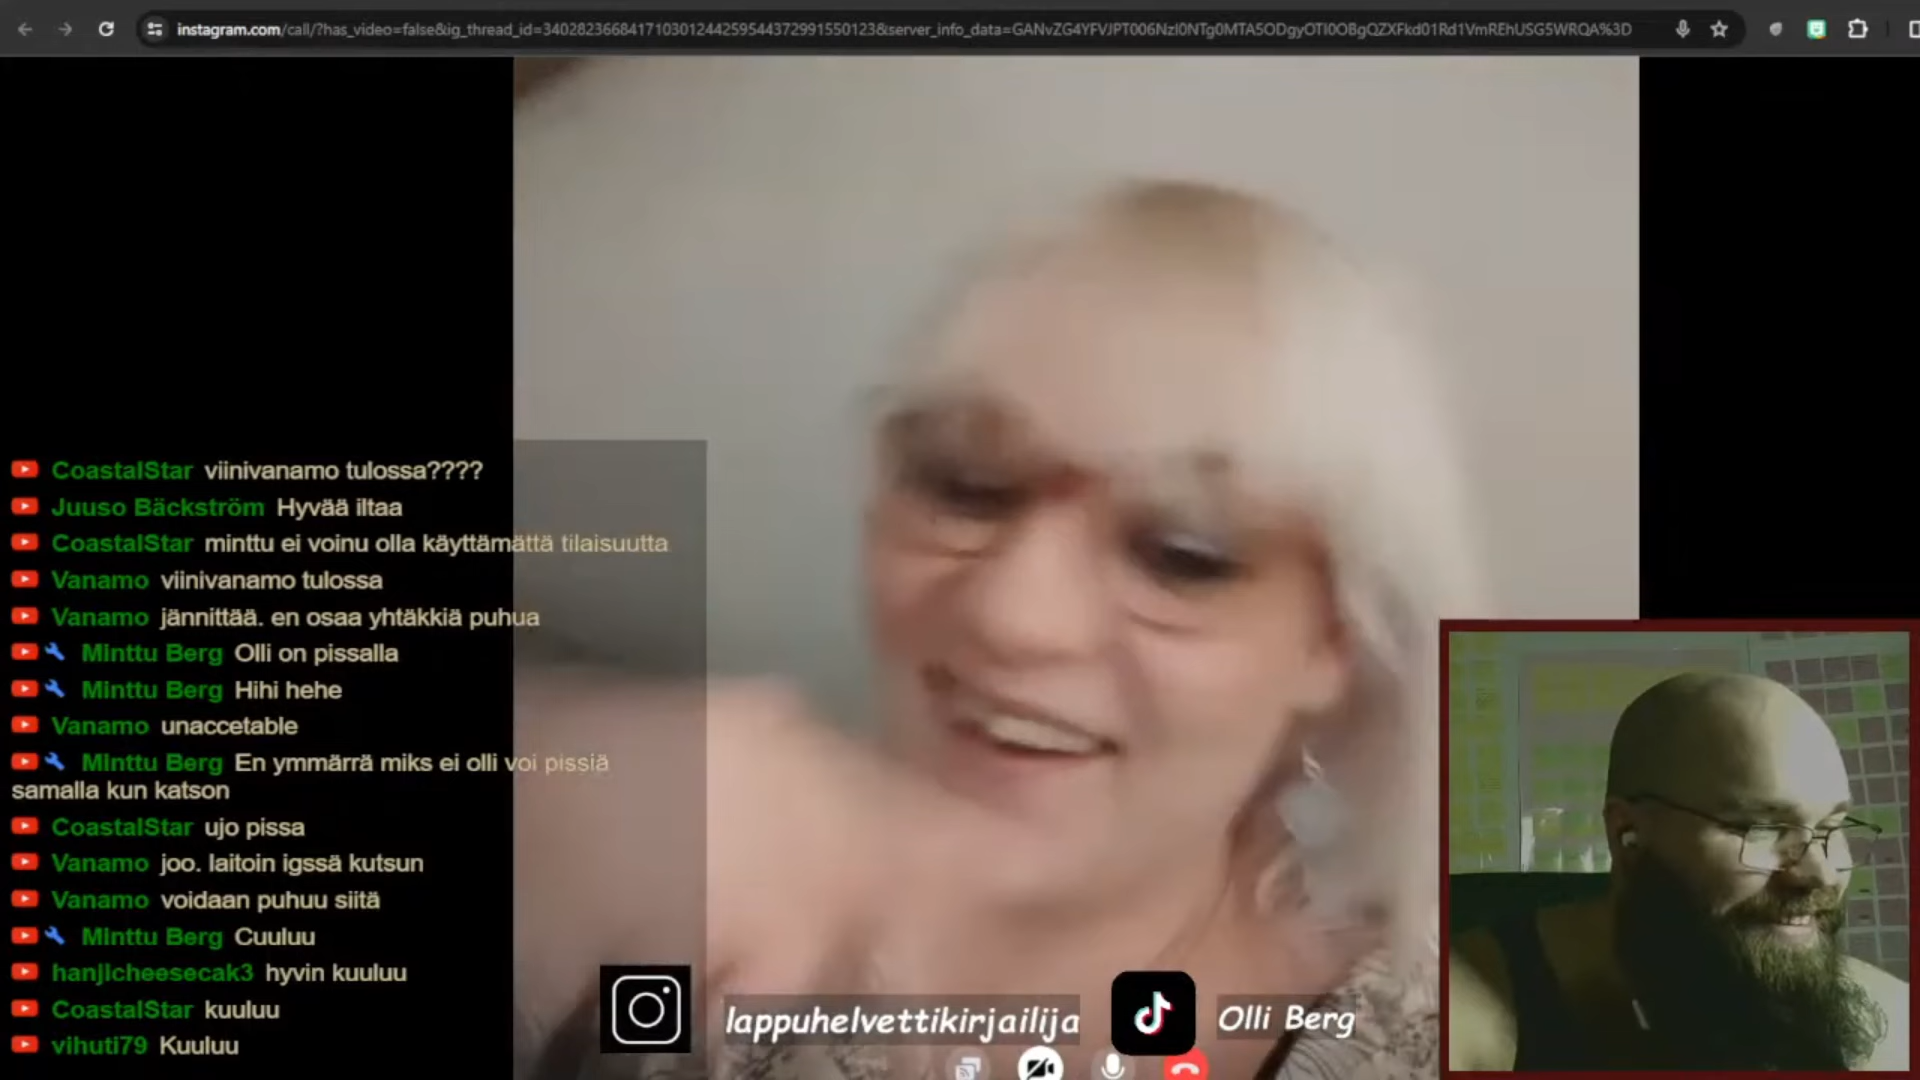 instagram.com/call/?has_video=false&ig_thread_id=340282366841710301244259544372991550123&server_info_data=GANvZG4YFVJPT006NzI0NTg0MTA5ODgyOTI0OBgQZXFkd01Rd1VmREhUSG5WRQA%3D
CoastalStar viinivanamo tulossa????
Juuso Bäckström Hyvää iltaa
CoastalStar minttu ei voinu olla käyttämättä tilaisuutta
Vanamo viinivanamo tulossa
Vanamo jännittää. en osaa yhtäkkiä puhua
Minttu Berg Olli on pissalla
Minttu Berg Hihi hehe
Vanamo unaccetable
Minttu Berg En ymmärrä miks ei olli voi pissiä
samalla kun katson
CoastalStar ujo pissa
Vanamo joo. laitoin igssä kutsun
Vanamo voidaan puhuu siitä
Minttu Berg Cuuluu
hanjicheesecak3 hyvin kuuluu
CoastalStar kuuluu
vihuti79 Kuuluu
lappuhelvettikirjailija
Olli Berg